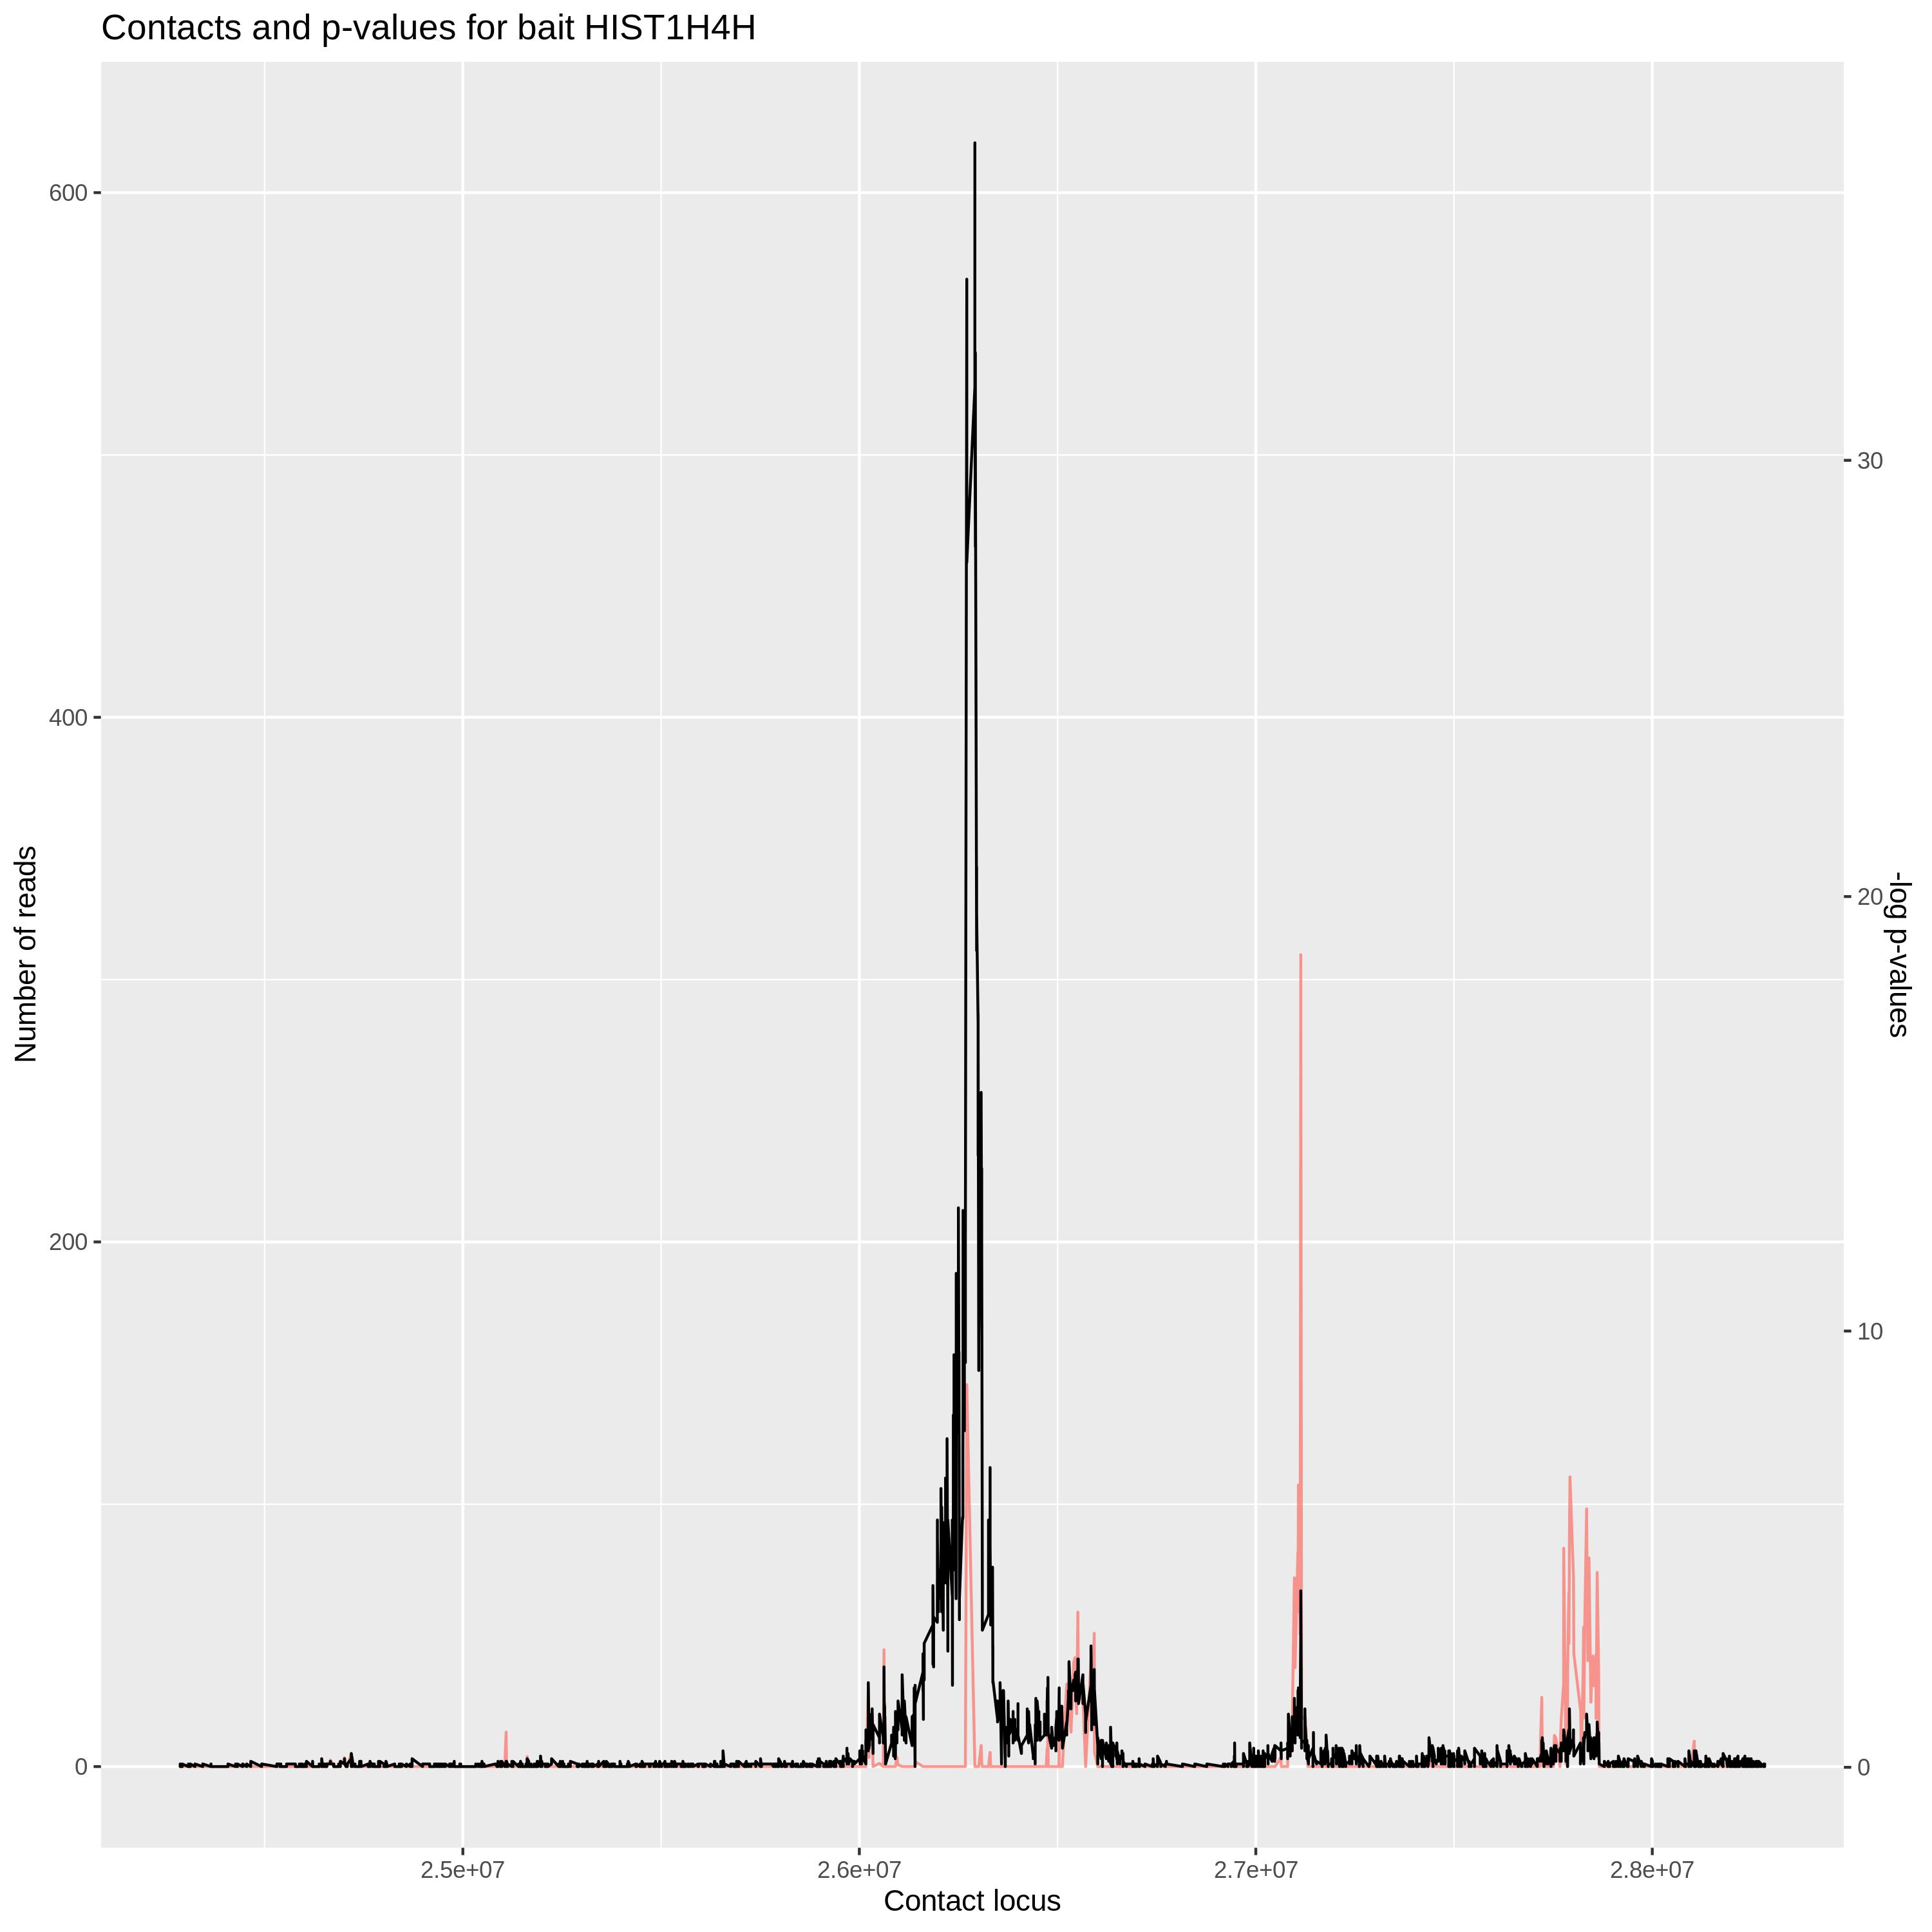 Contacts and p-values for bait HIST1H4H
600
400
200
0
Number of reads
30
20
10
0
-log p-values
2.5e+07
2.6e+07
2.7e+07
2.8e+07
Contact locus